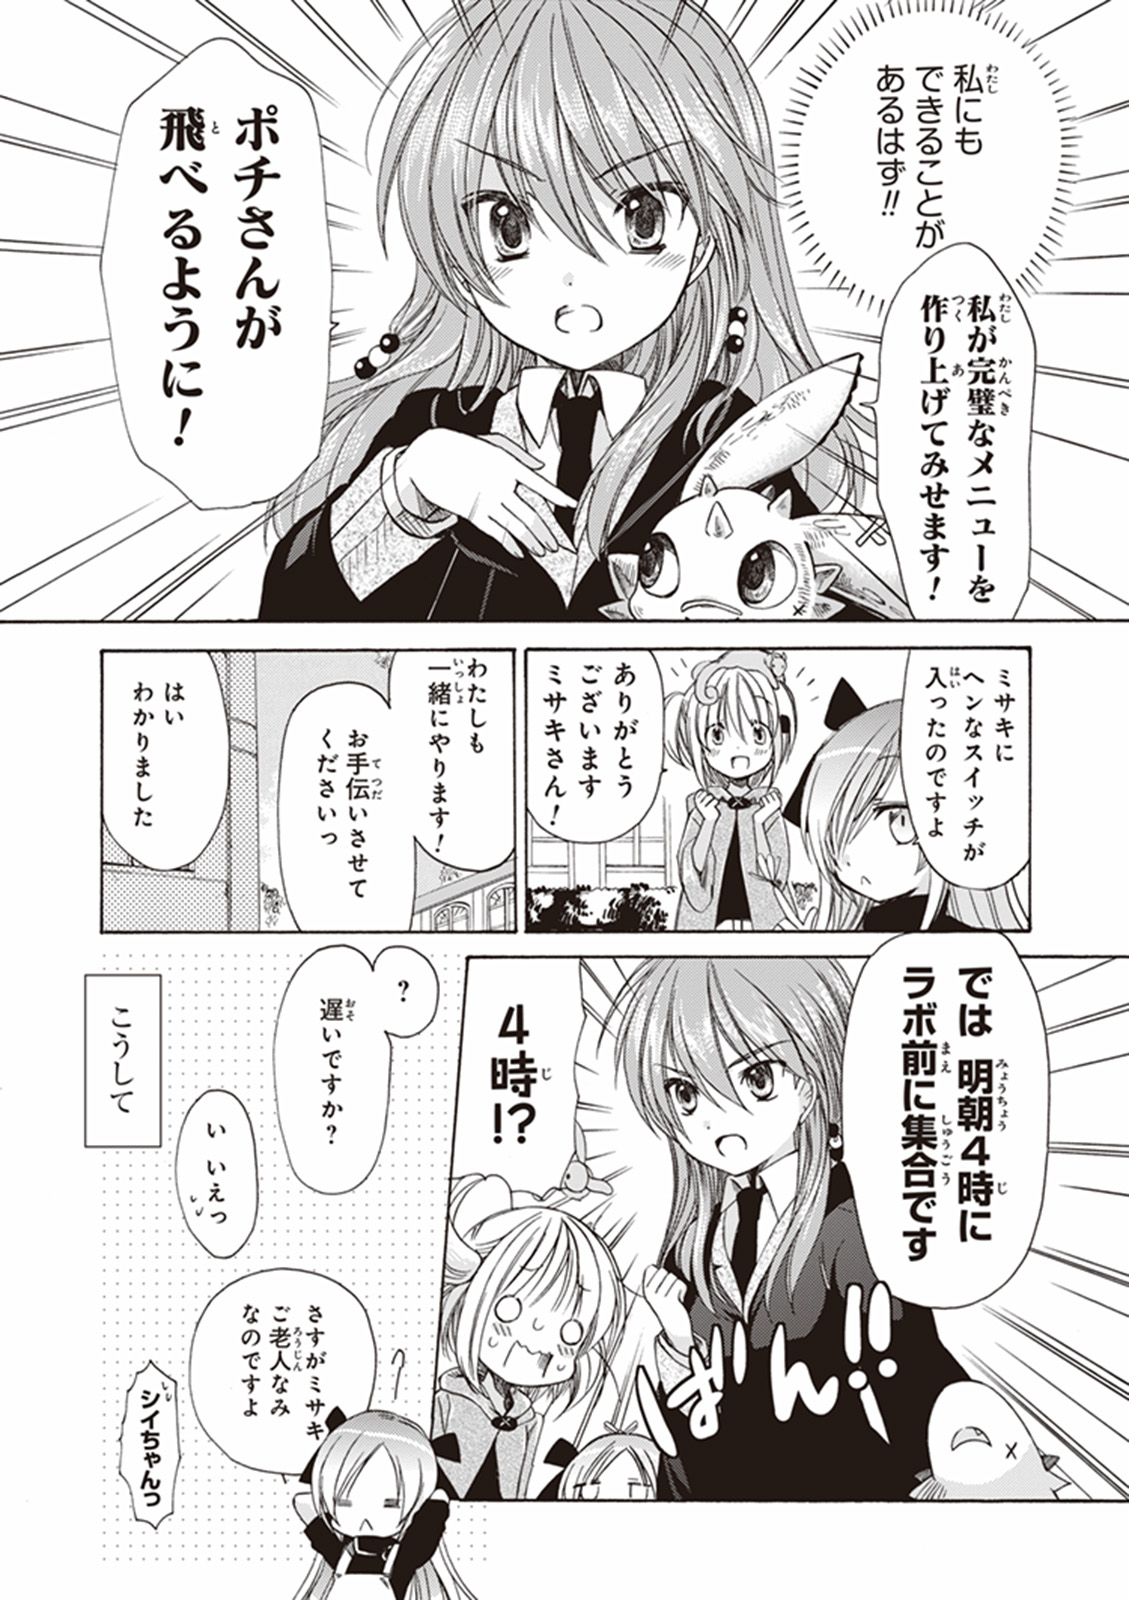 私にも
できることが
あるはず!!
私が完璧なメニューを
作り上げてみせます!
ポチさんが
飛べるように!
ミサキに
ヘンなスイッチが
入ったのですよ
ありがとう
ございます
ミサキさん!
わたしも
一緒にやります!
お手伝いさせて
くださいっ
はい
わかりました
では 明朝4時に
ラボ前に集合です
ばん!!
4時!?
?
遅いですか?
い いえっ
さすがミサキ
ご老人なみ
なのですよ
シイちゃんっ
こうして